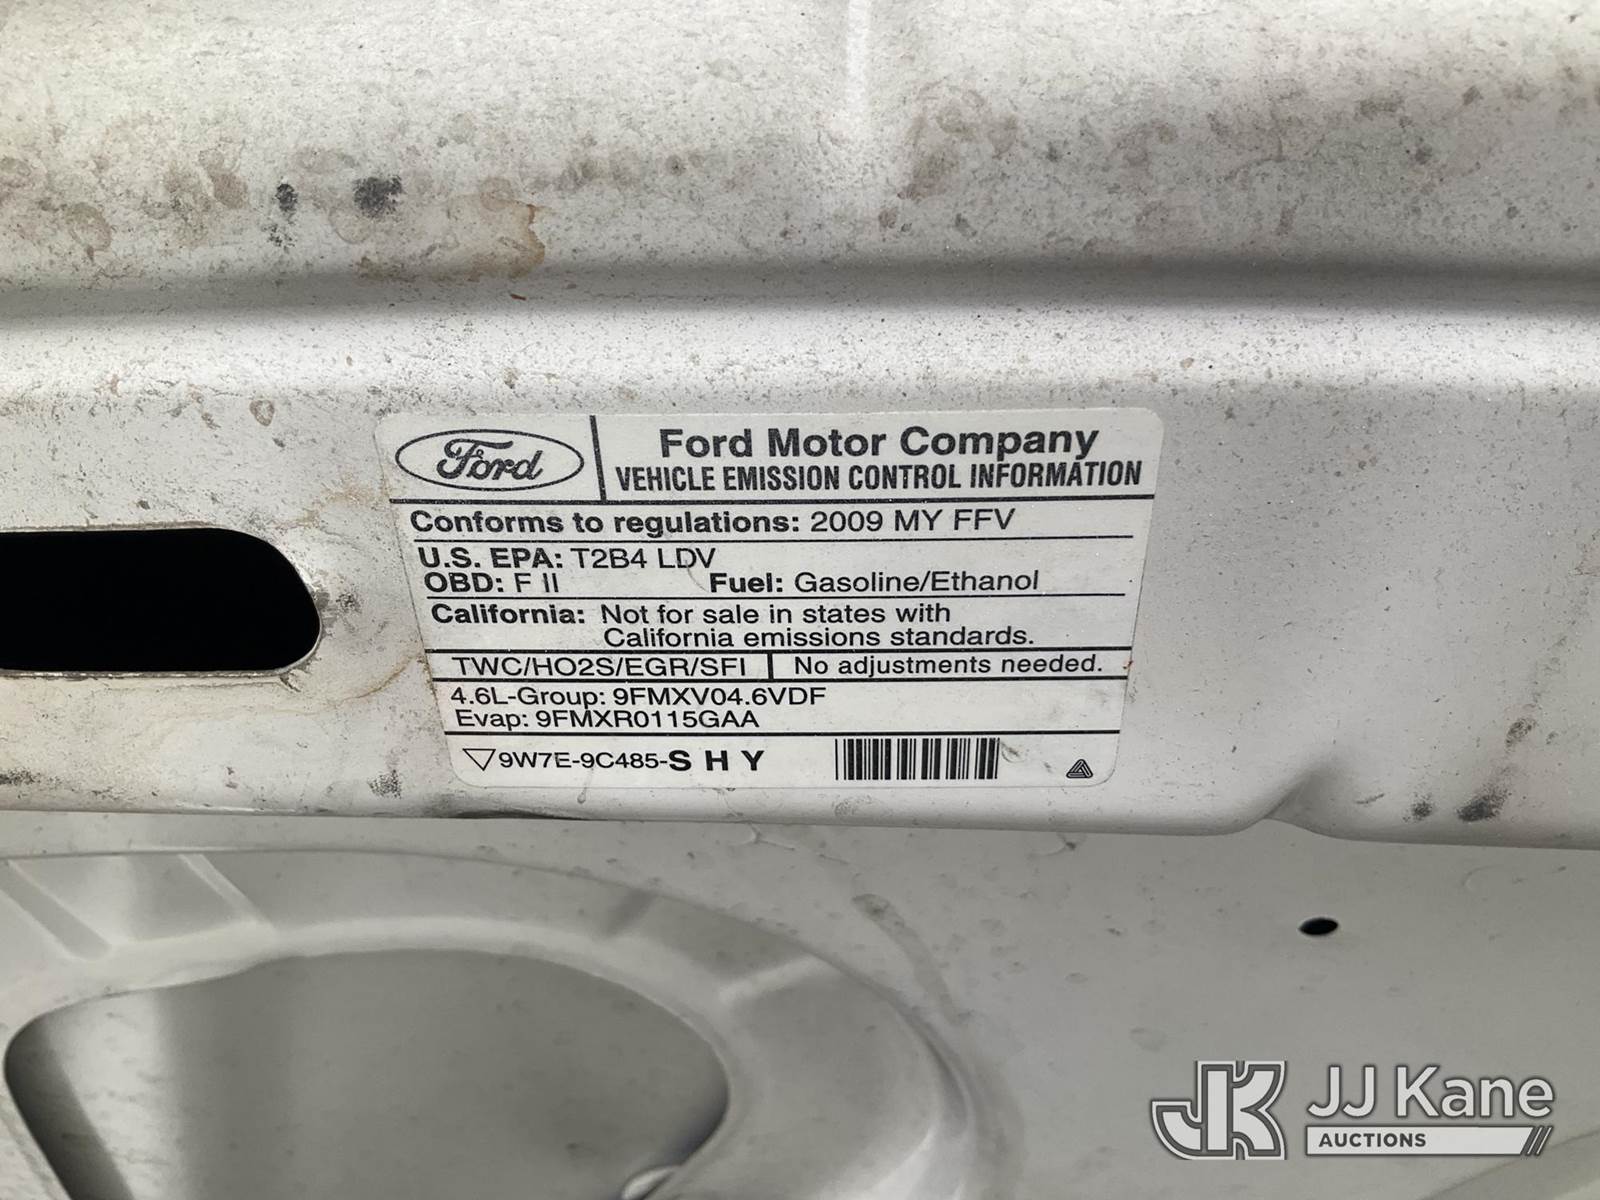 Ford
Ford Motor Company
VEHICLE EMISSION CONTROL INFORMATION
Conforms to regulations: 2009 MY FFV
U.S. EPA: T2B4 LDV
OBD: F II Fuel: Gasoline/Ethanol
California: Not for sale in states with
California emissions standards.
TWC/HO2S/EGR/SFI No adjustments needed.
4.6L-Group: 9FMXV04.6VDF
Evap: 9FMXR0115GAA
9W7E-9C485-S H Y
JK JJ Kane
AUCTIONS